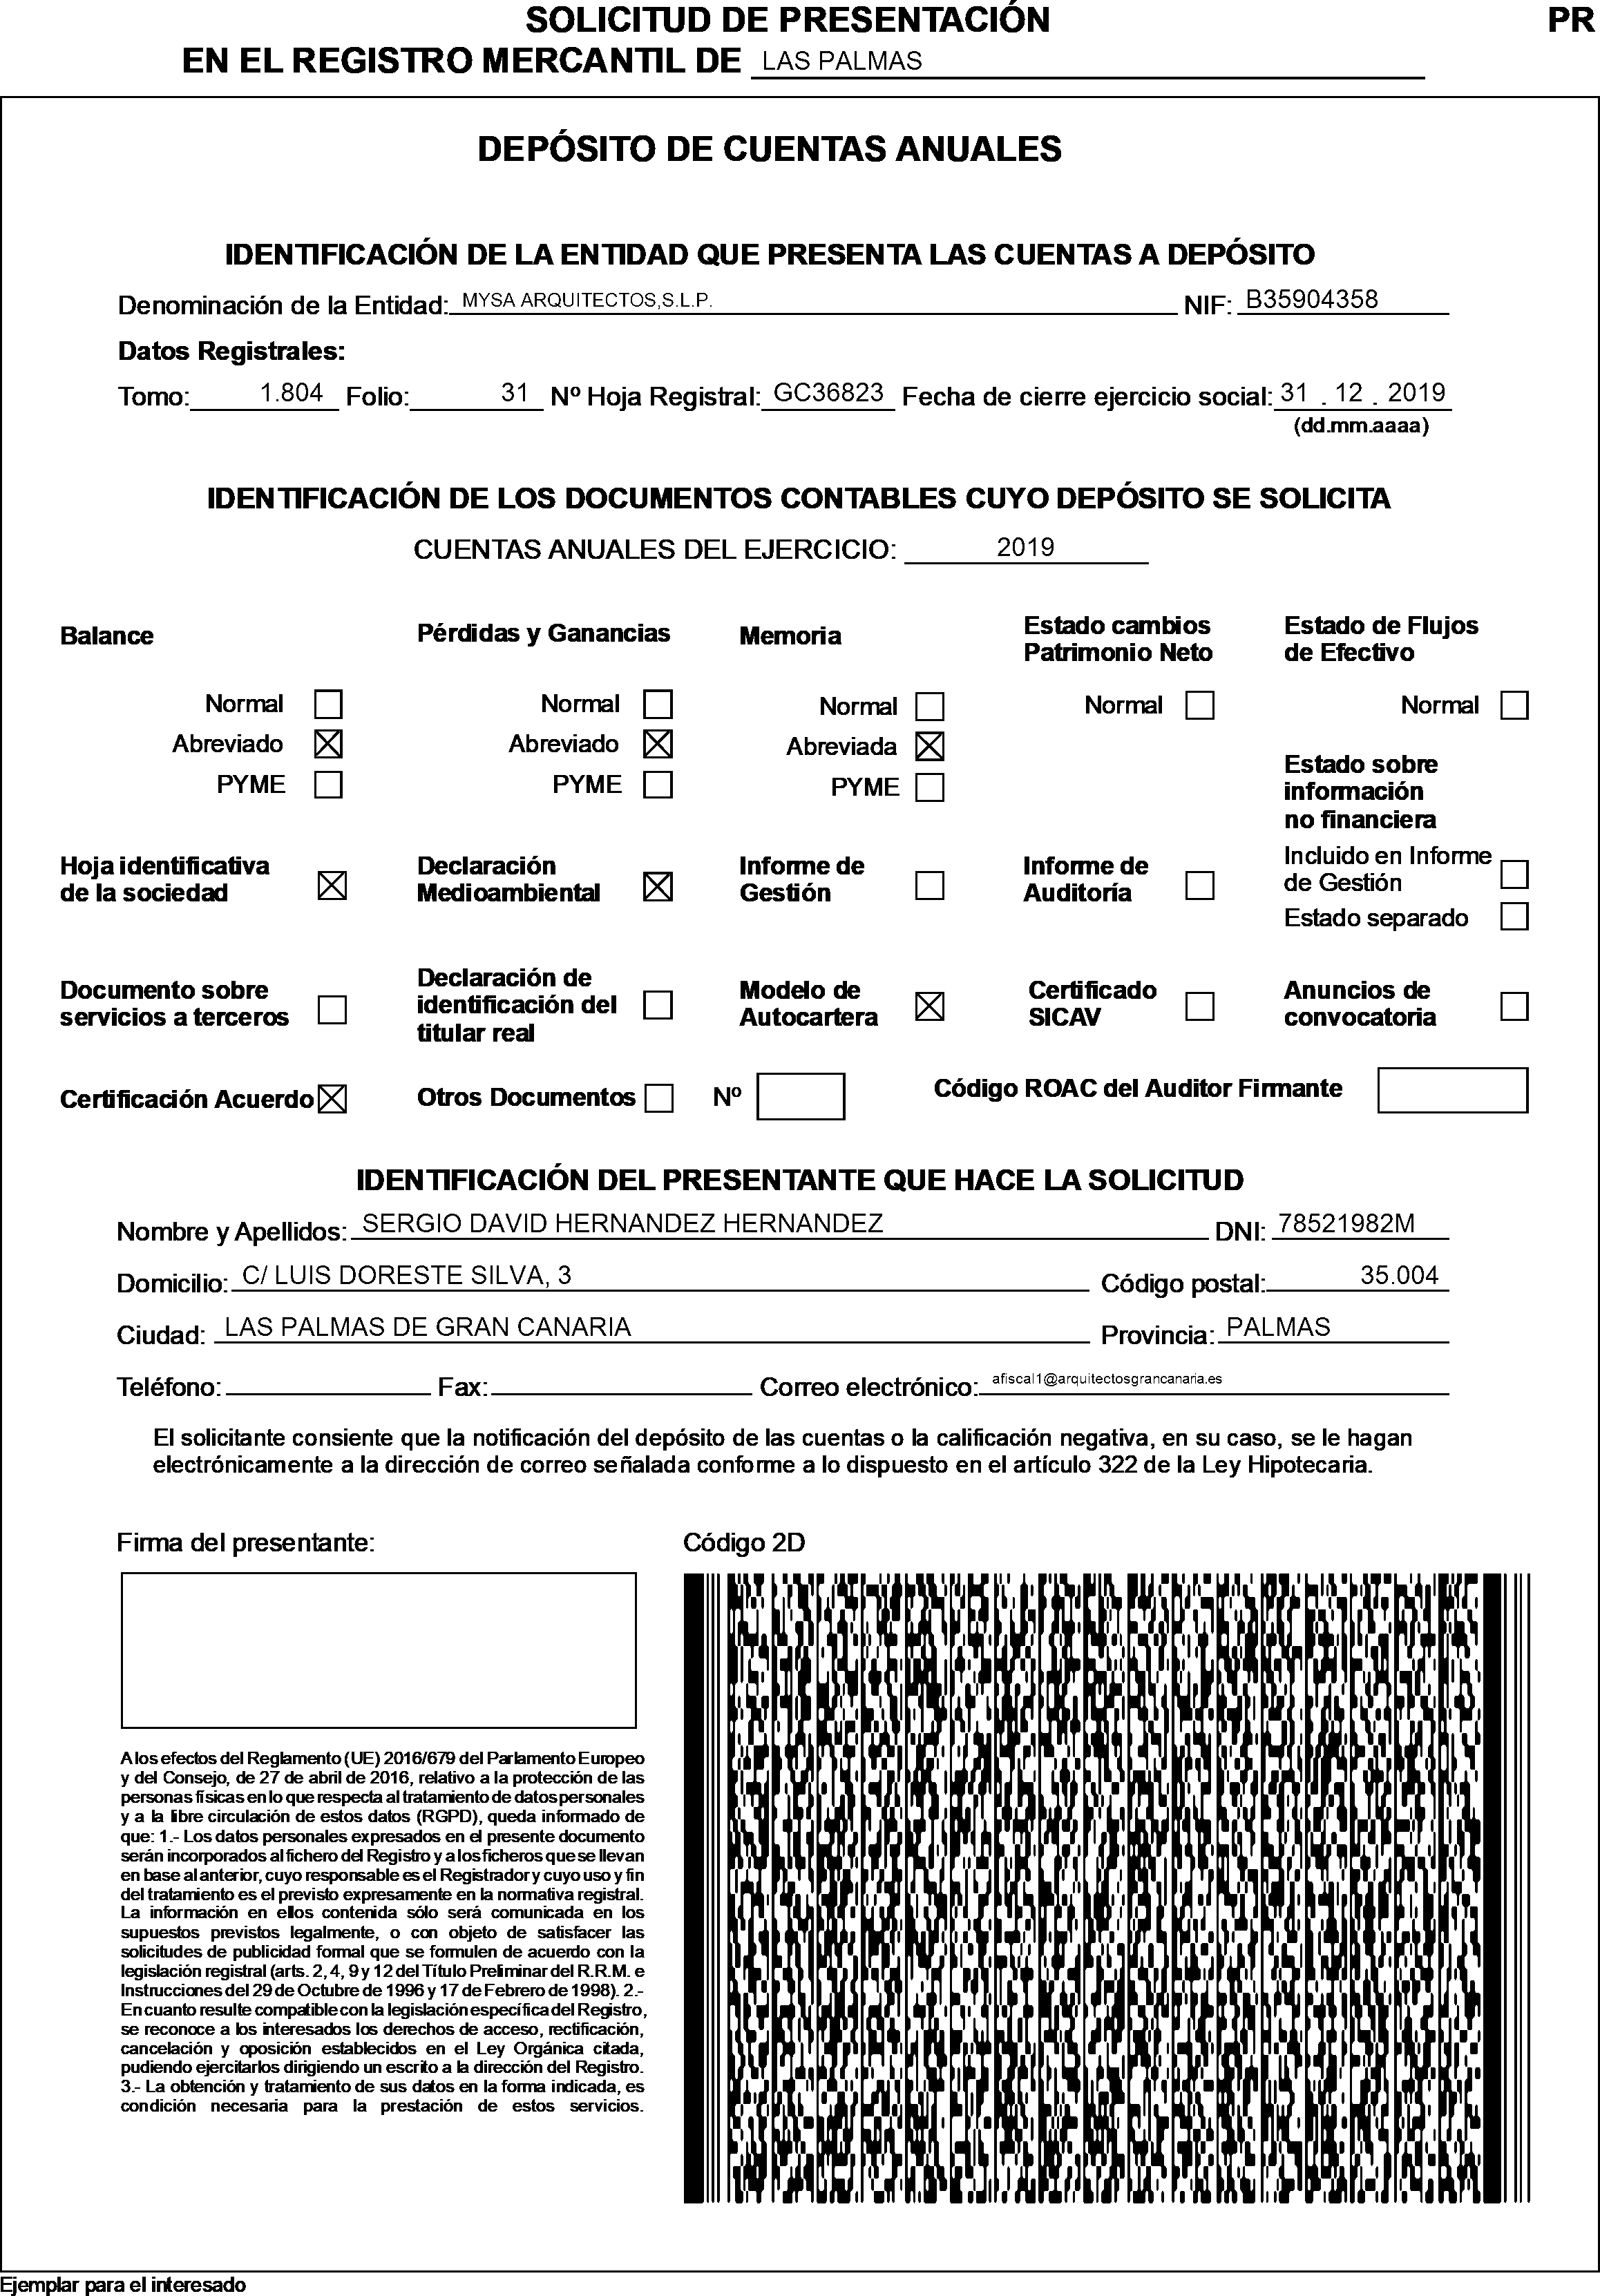 SOLICITUD DE PRESENTACIÓN PR
EN EL REGISTRO MERCANTIL DE LAS PALMAS
DEPÓSITO DE CUENTAS ANUALES
IDENTIFICACIÓN DE LA ENTIDAD QUE PRESENTA LAS CUENTAS A DEPÓSITO
Denominación de la Entidad: MYSA ARQUITECTOS,S.L.P. NIF: B35904358
Datos Registrales:
Tomo: 1.804 Folio: 31 Nº Hoja Registral: GC36823 Fecha de cierre ejercicio social: 31 . 12 . 2019
(dd.mm.aaaa)
IDENTIFICACIÓN DE LOS DOCUMENTOS CONTABLES CUYO DEPÓSITO SE SOLICITA
CUENTAS ANUALES DEL EJERCICIO: 2019
Balance
Normal
Abreviado
PYME
Pérdidas y Ganancias
Normal
Abreviado
PYME
Memoria
Normal
Abreviada
PYME
Estado cambios
Patrimonio Neto
Normal
Estado de Flujos
de Efectivo
Normal
Estado sobre
información
no financiera
Incluido en Informe
de Gestión
Estado separado
Hoja identificativa
de la sociedad
Declaración
Medioambiental
Informe de
Gestión
Informe de
Auditoría
Documento sobre
servicios a terceros
Declaración de
identificación del
titular real
Modelo de
Autocartera
Certificado
SICAV
Anuncios de
convocatoria
Certificación Acuerdo
Otros Documentos Nº
Código ROAC del Auditor Firmante
IDENTIFICACIÓN DEL PRESENTANTE QUE HACE LA SOLICITUD
Nombre y Apellidos: SERGIO DAVID HERNANDEZ HERNANDEZ DNI: 78521982M
Domicilio: C/ LUIS DORESTE SILVA, 3 Código postal: 35.004
Ciudad: LAS PALMAS DE GRAN CANARIA Provincia: PALMAS
Teléfono: Fax: Correo electrónico: afiscal1@arquitectosgrancanaria.es
El solicitante consiente que la notificación del depósito de las cuentas o la calificación negativa, en su caso, se le hagan
electrónicamente a la dirección de correo señalada conforme a lo dispuesto en el artículo 322 de la Ley Hipotecaria.
Firma del presentante:
Código 2D
A los efectos del Reglamento (UE) 2016/679 del Parlamento Europeo
y del Consejo, de 27 de abril de 2016, relativo a la protección de las
personas físicas en lo que respecta al tratamiento de datos personales
y a la libre circulación de estos datos (RGPD), queda informado de
que: 1.- Los datos personales expresados en el presente documento
serán incorporados al fichero del Registro y a los ficheros que se llevan
en base al anterior, cuyo responsable es el Registrador y cuyo uso y fin
del tratamiento es el previsto expresamente en la normativa registral.
La información en ellos contenida sólo será comunicada en los
supuestos previstos legalmente, o con objeto de satisfacer las
solicitudes de publicidad formal que se formulen de acuerdo con la
legislación registral (arts. 2, 4, 9 y 12 del Título Preliminar del R.R.M. e
Instrucciones del 29 de Octubre de 1996 y 17 de Febrero de 1998). 2.-
En cuanto resulte compatible con la legislación específica del Registro,
se reconoce a los interesados los derechos de acceso, rectificación,
cancelación y oposición establecidos en el Ley Orgánica citada,
pudiendo ejercitarlos dirigiendo un escrito a la dirección del Registro.
3.- La obtención y tratamiento de sus datos en la forma indicada, es
condición necesaria para la prestación de estos servicios.
Ejemplar para el interesado